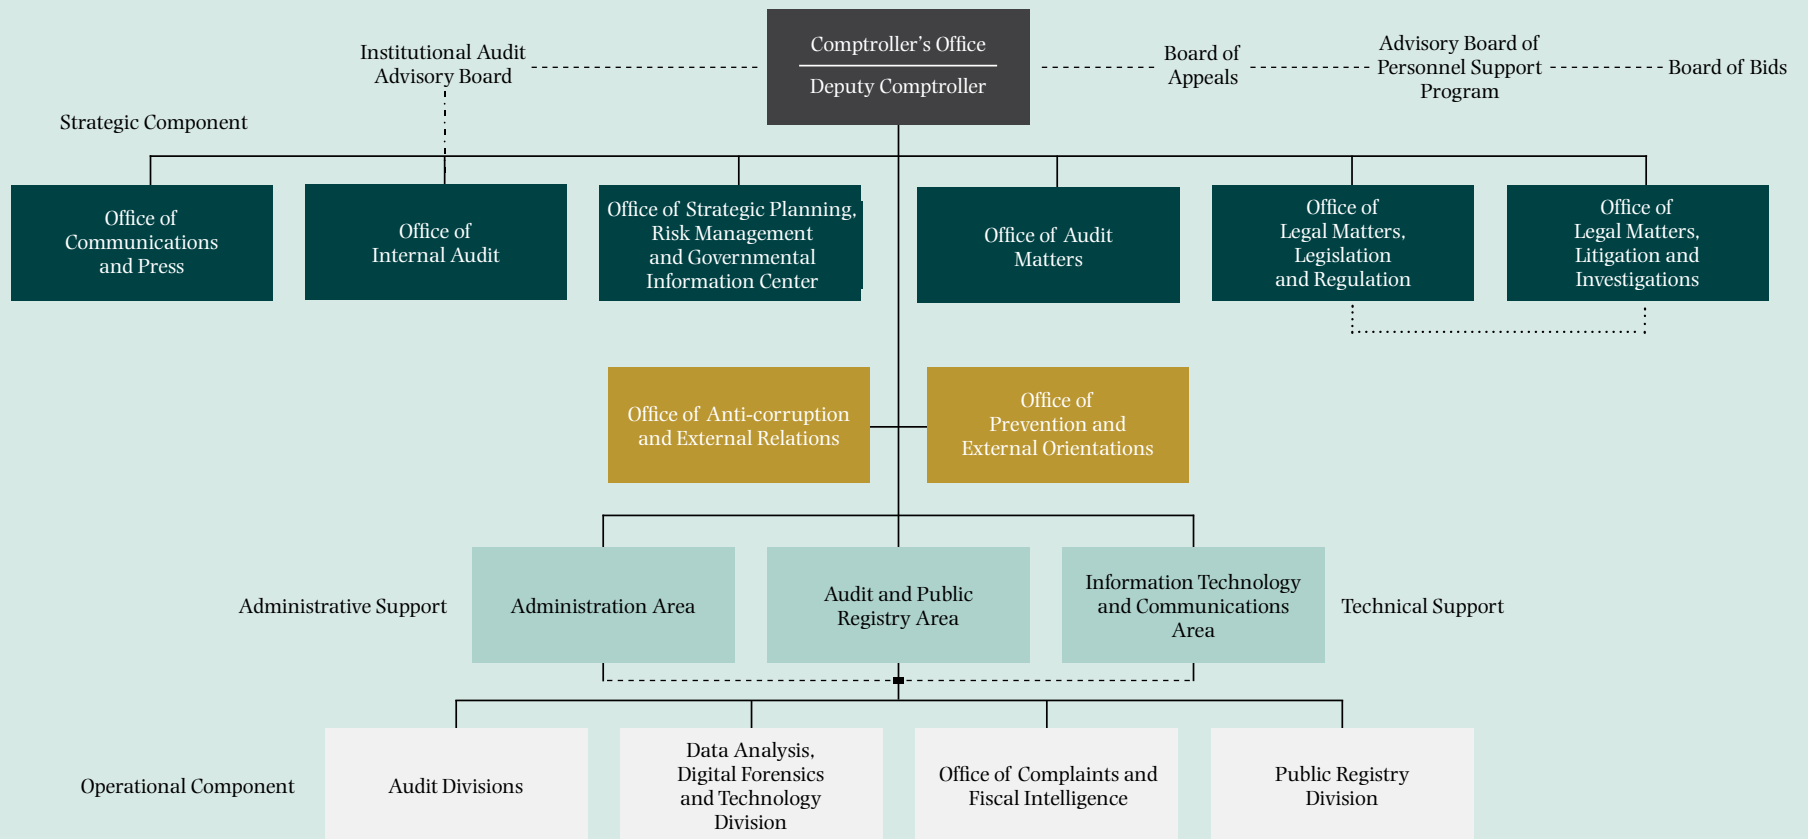 Comptroller's Office
Deputy Comptroller
Institutional Audit
Advisory Board
Board of
Appeals
Advisory Board of
Personnel Support
Program
Board of Bids
Strategic Component
Office of
Communications
and Press
Office of
Internal Audit
Office of Strategic Planning,
Risk Management
and Governmental
Information Center
Office of Audit
Matters
Office of
Legal Matters,
Legislation
and Regulation
Office of
Legal Matters,
Litigation and
Investigations
Office of Anti-corruption
and External Relations
Office of
Prevention and
External Orientations
Administrative Support
Administration Area
Audit and Public
Registry Area
Information Technology
and Communications
Area
Technical Support
Operational Component
Audit Divisions
Data Analysis,
Digital Forensics
and Technology
Division
Office of Complaints and
Fiscal Intelligence
Public Registry
Division